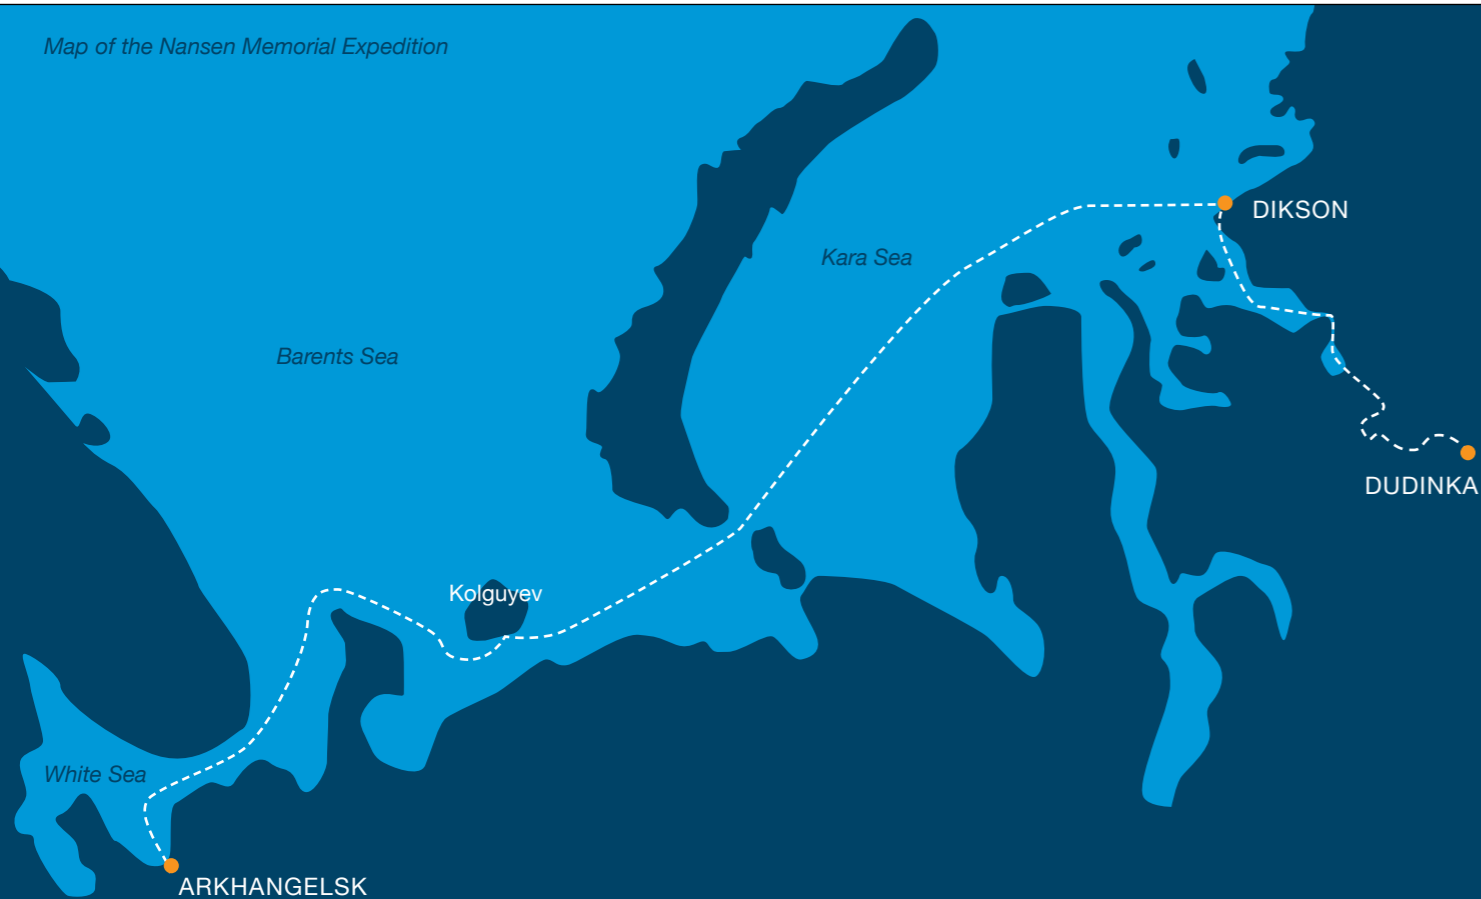 Map of the Nansen Memorial Expedition
DIKSON
Kara Sea
Barents Sea
DUDINKA
Kolguyev
White Sea
ARKHANGELSK